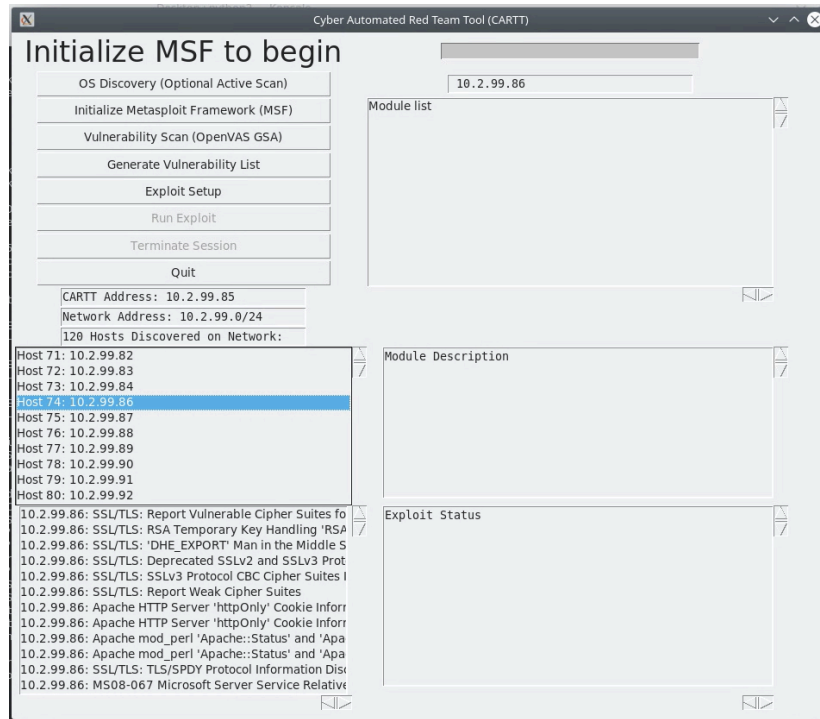 Cyber Automated Red Team Tool (CARTT)
Initialize MSF to begin
OS Discovery (Optional Active Scan)
Initialize Metasploit Framework (MSF)
Vulnerability Scan (OpenVAS GSA)
Generate Vulnerability List
Exploit Setup
Run Exploit
Terminate Session
Quit
CARTT Address: 10.2.99.85
Network Address: 10.2.99.0/24
120 Hosts Discovered on Network:
Host 71: 10.2.99.82
Host 72: 10.2.99.83
Host 73: 10.2.99.84
Host 74: 10.2.99.86
Host 75: 10.2.99.87
Host 76: 10.2.99.88
Host 77: 10.2.99.89
Host 78: 10.2.99.90
Host 79: 10.2.99.91
Host 80: 10.2.99.92
10.2.99.86: SSL/TLS: Report Vulnerable Cipher Suites fo
10.2.99.86: SSL/TLS: RSA Temporary Key Handling 'RSA
10.2.99.86: SSL/TLS: 'DHE_EXPORT' Man in the Middle S
10.2.99.86: SSL/TLS: Deprecated SSLv2 and SSLv3 Prot
10.2.99.86: SSL/TLS: SSLv3 Protocol CBC Cipher Suites
10.2.99.86: SSL/TLS: Report Weak Cipher Suites
10.2.99.86: Apache HTTP Server 'httpOnly' Cookie Inforr
10.2.99.86: Apache HTTP Server 'httpOnly' Cookie Inforr
10.2.99.86: Apache mod_perl 'Apache::Status' and 'Apa
10.2.99.86: Apache mod_perl 'Apache::Status' and 'Apa
10.2.99.86: SSL/TLS: TLS/SPDY Protocol Information Disc
10.2.99.86: MS08-067 Microsoft Server Service Relative
10.2.99.86
Module list
Module Description
Exploit Status